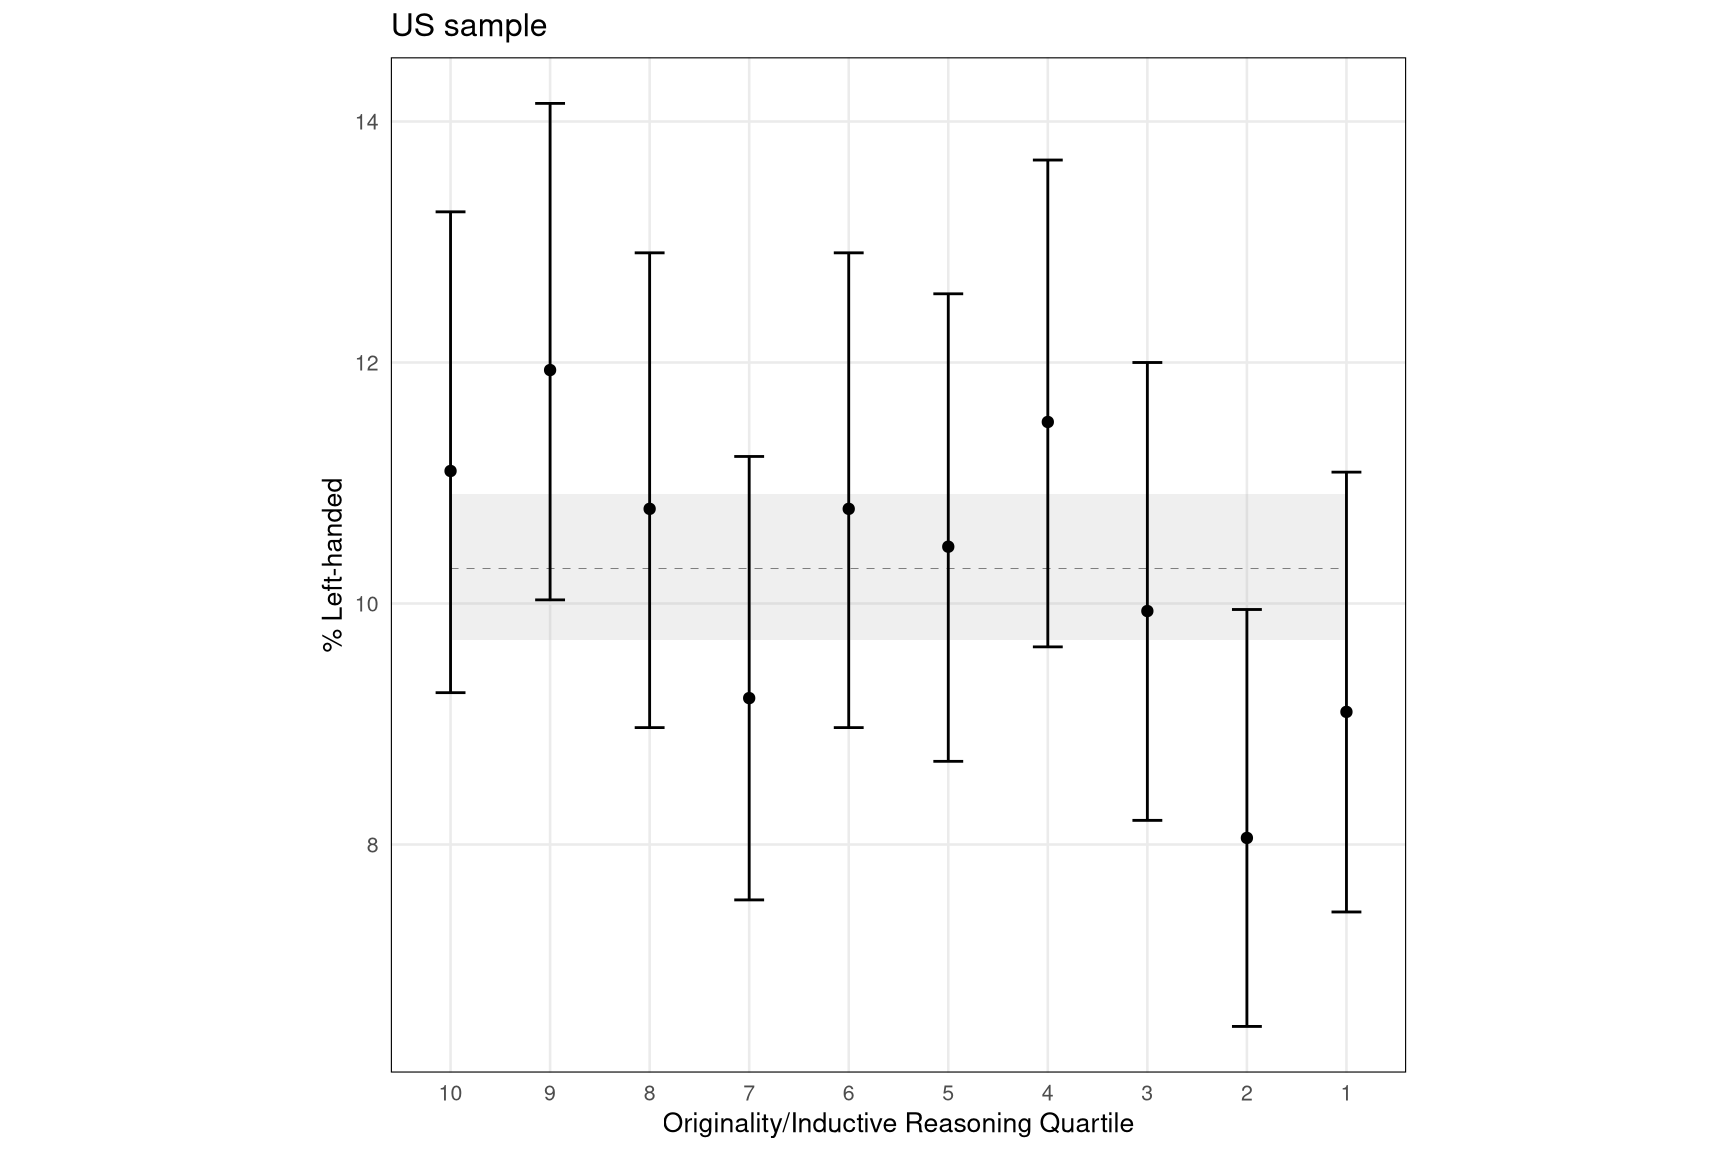 US sample
14
12
10
8
% Left-handed
10 9 8 7 6 5 4 3 2 1
Originality/Inductive Reasoning Quartile